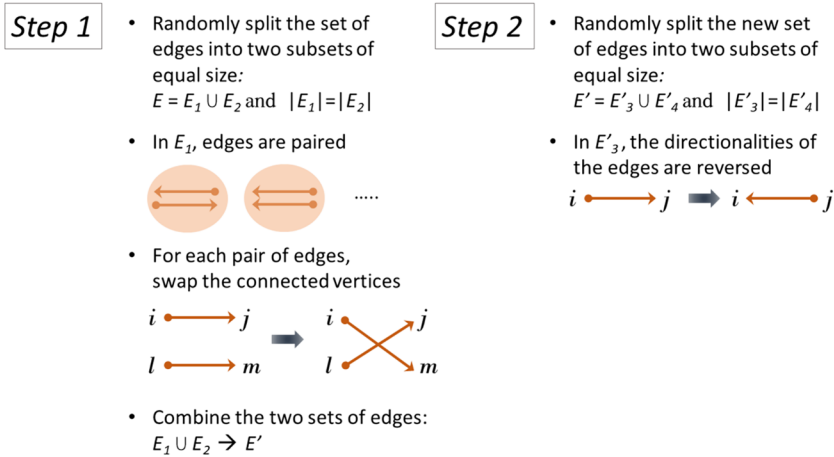 Step 1
• Randomly split the set of
edges into two subsets of
equal size:
E = E₁ ∪ E₂ and |E₁|=|E₂|
• In E₁, edges are paired
.....
• For each pair of edges,
swap the connected vertices
i j i j
l m l m
• Combine the two sets of edges:
E₁ ∪ E₂ → E′
Step 2
• Randomly split the new set
of edges into two subsets of
equal size:
E′ = E′₃ ∪ E′₄ and |E′₃|=|E′₄|
• In E′₃, the directionalities of
the edges are reversed
i j i j